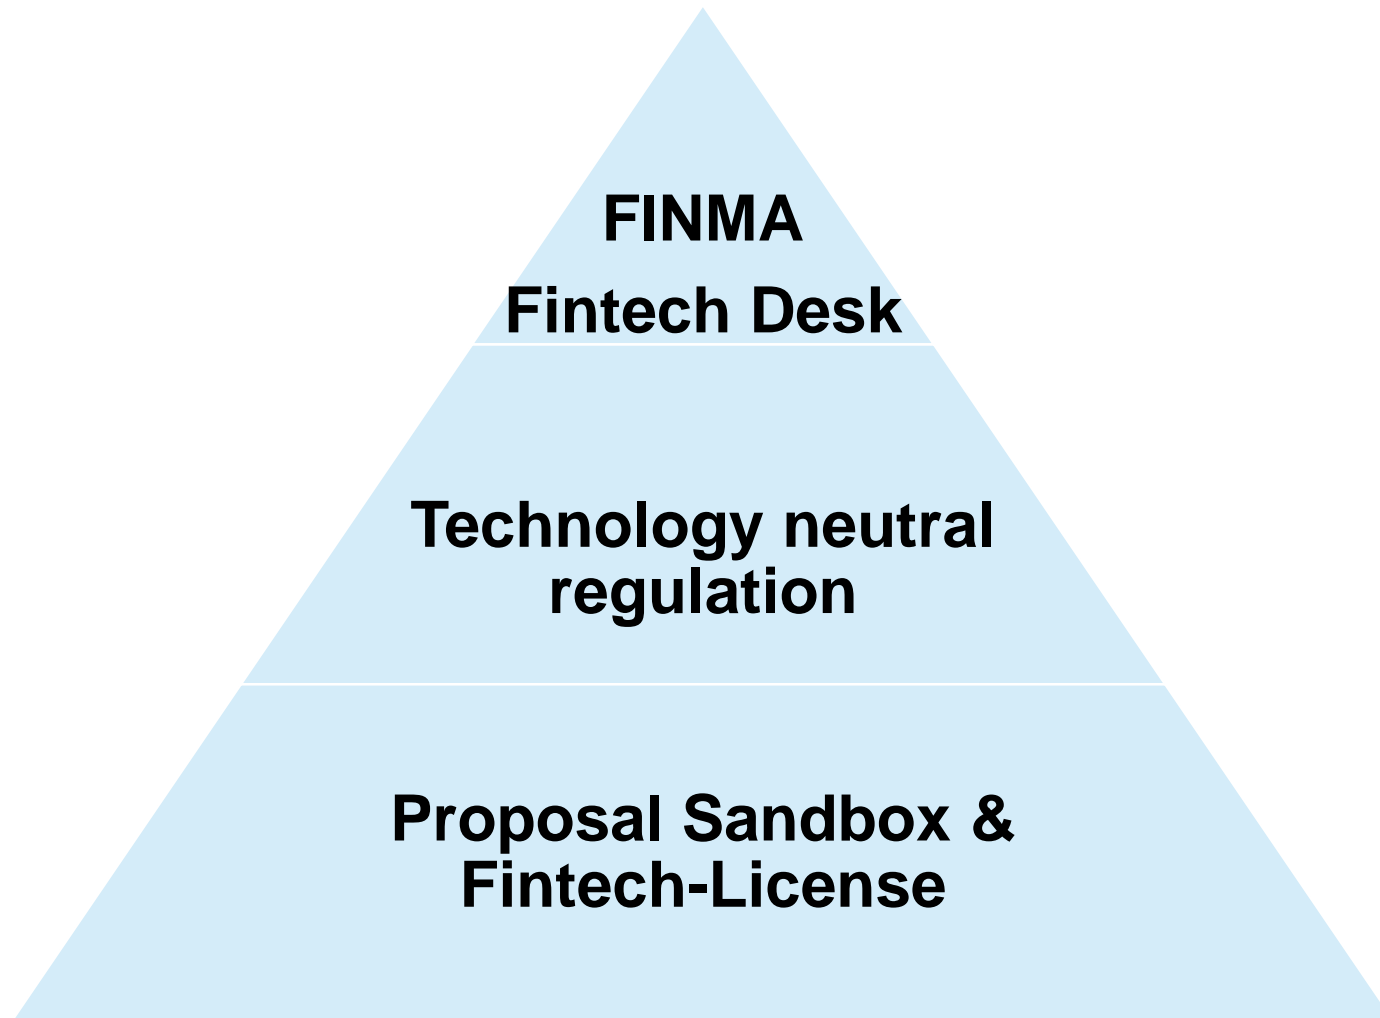 FINMA
Fintech Desk
Technology neutral
regulation
Proposal Sandbox &
Fintech-License